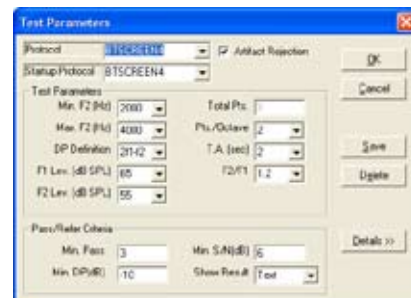 Test Parameters
Protocol BTSCREEN4 Artifact Rejection OK
Startup Protocol BTSCREEN4 Cancel
Test Parameters
Min. F2 (Hz) 2000 Total Pts.
Max. F2 (Hz) 4000 Pts./Octave 2
DP Definition 2f1-f2 T.A. (sec) 2 Save
F1 Lev. (dB SPL) 65 F2/F1 1.2 Delete
F2 Lev. (dB SPL) 55
Pass/Refer Criteria
Min. Pass 3 Min. S/N(dB) 6 Details >>
Min. DP(dB) -10 Show Result Text